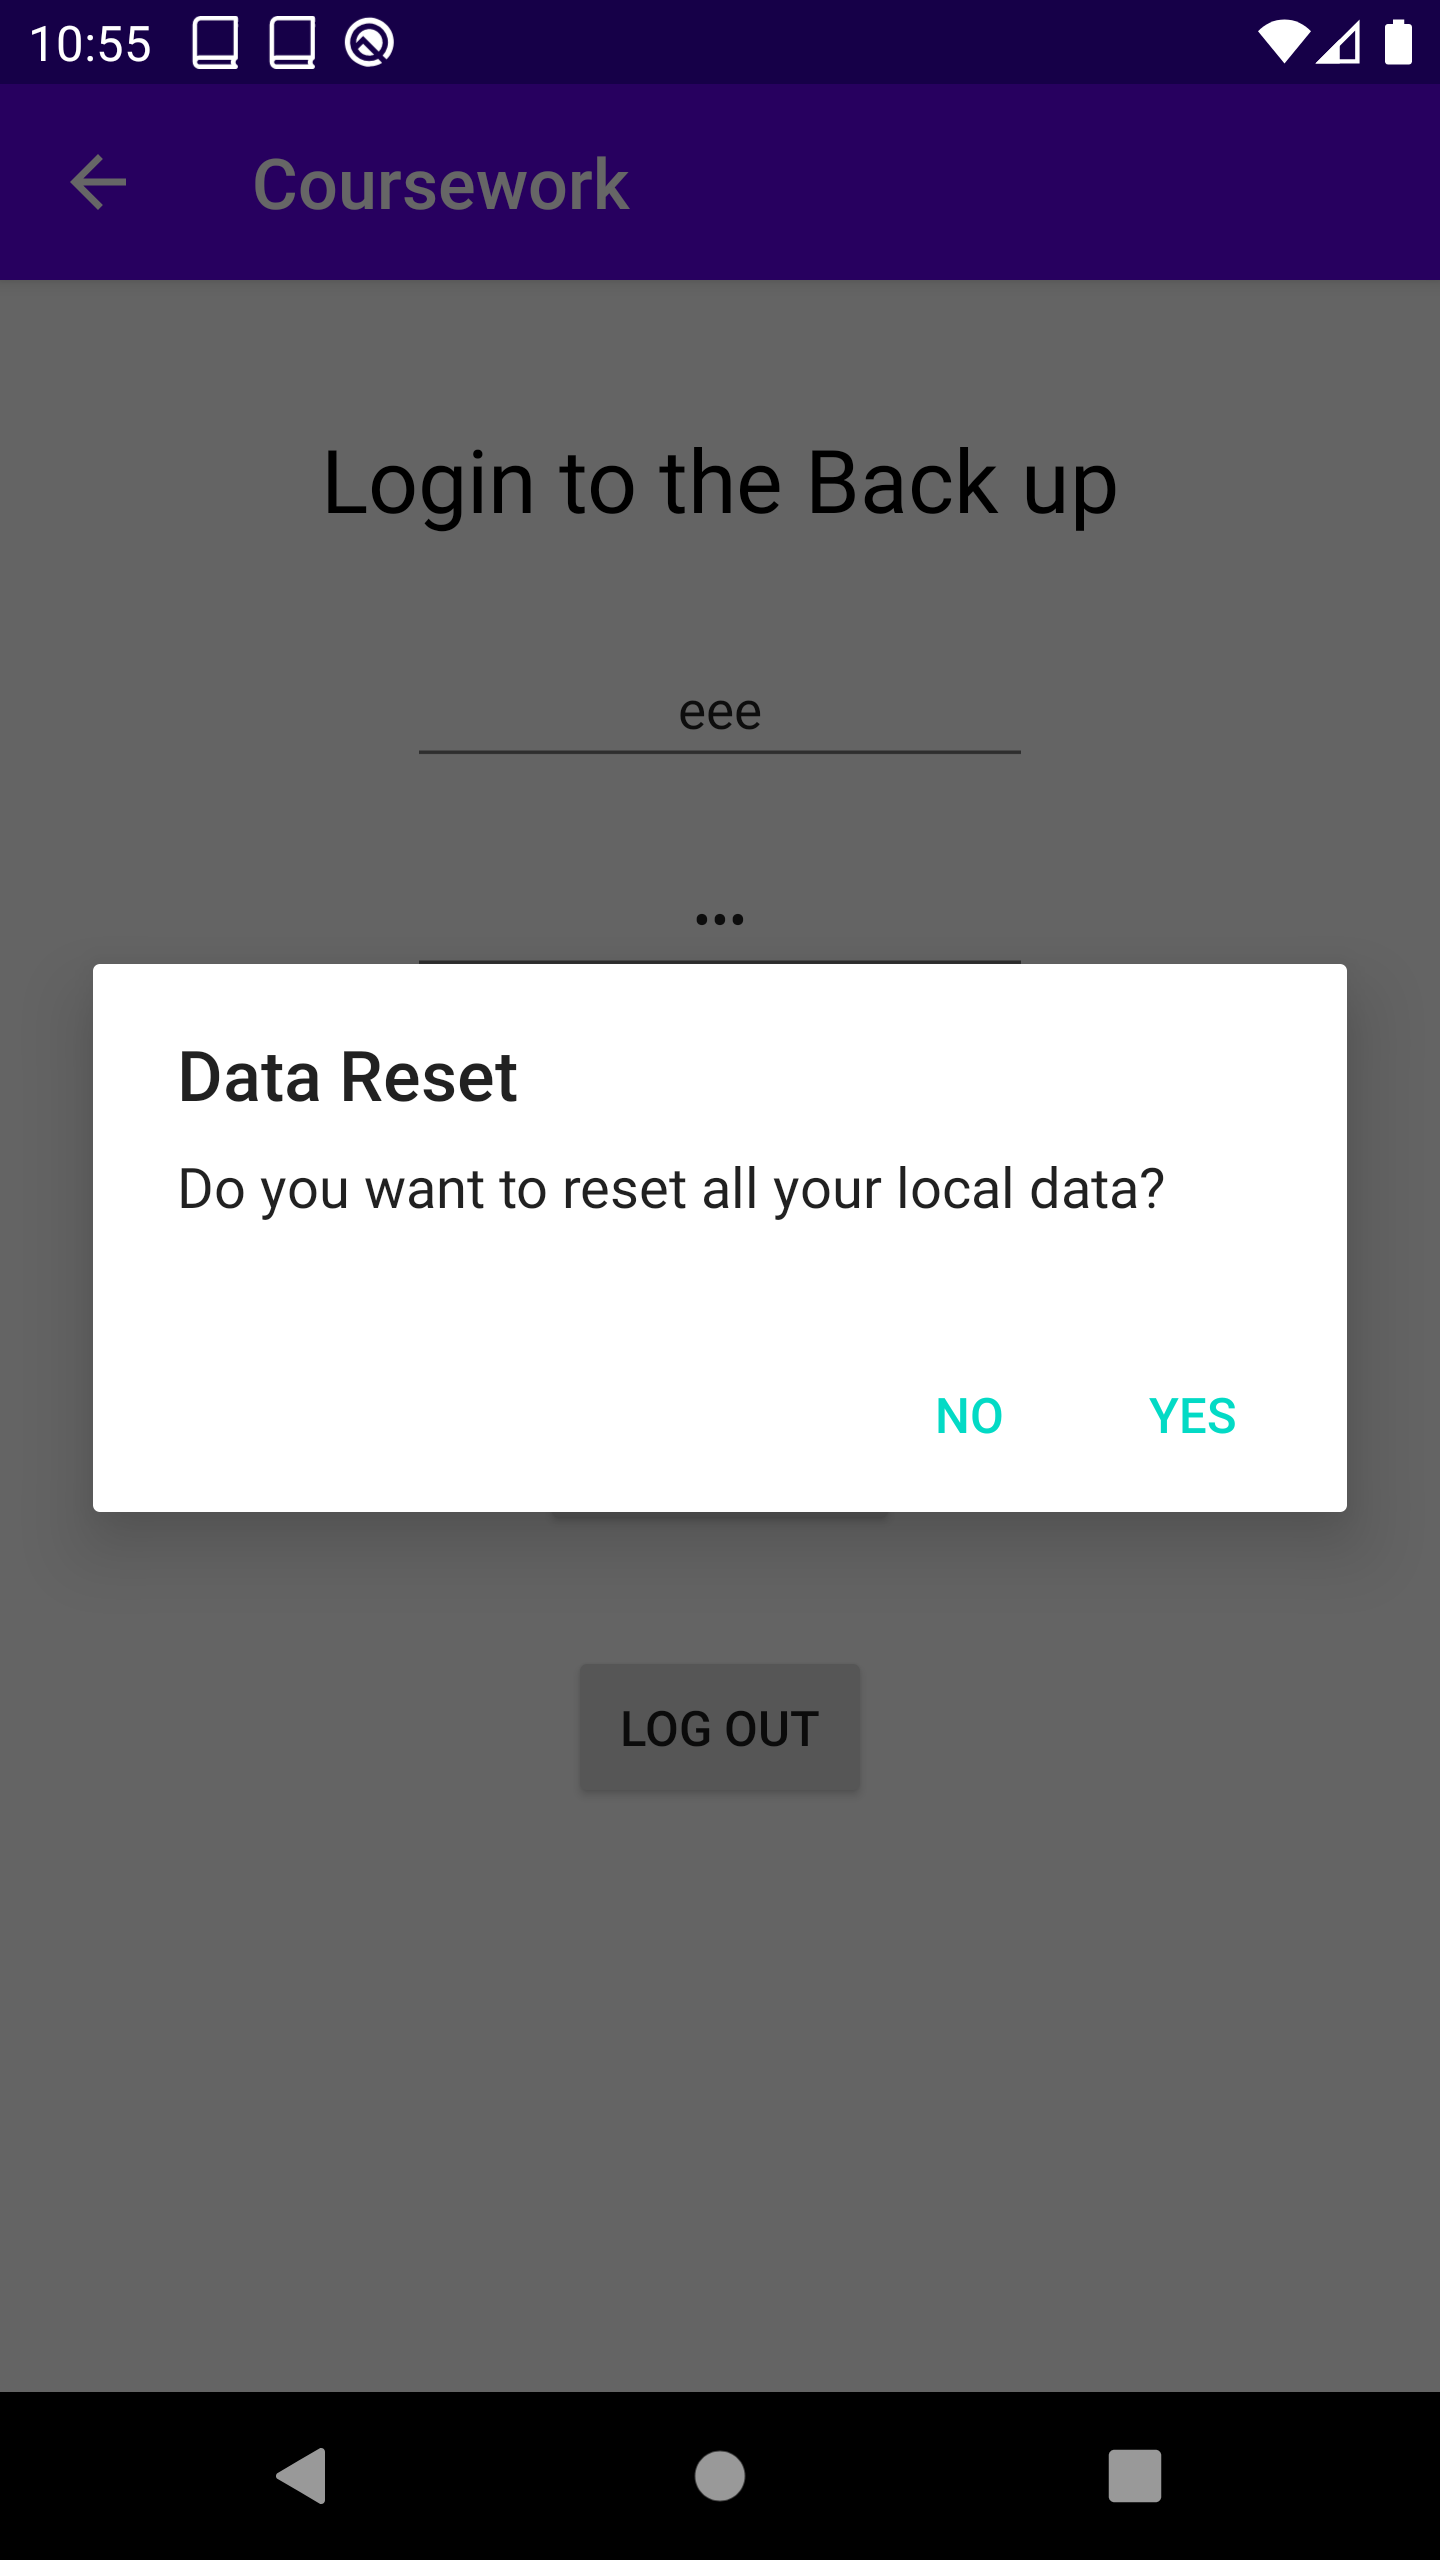 10:55
Coursework
Login to the Back up
eee
•••
Data Reset
Do you want to reset all your local data?
NO YES
LOG OUT